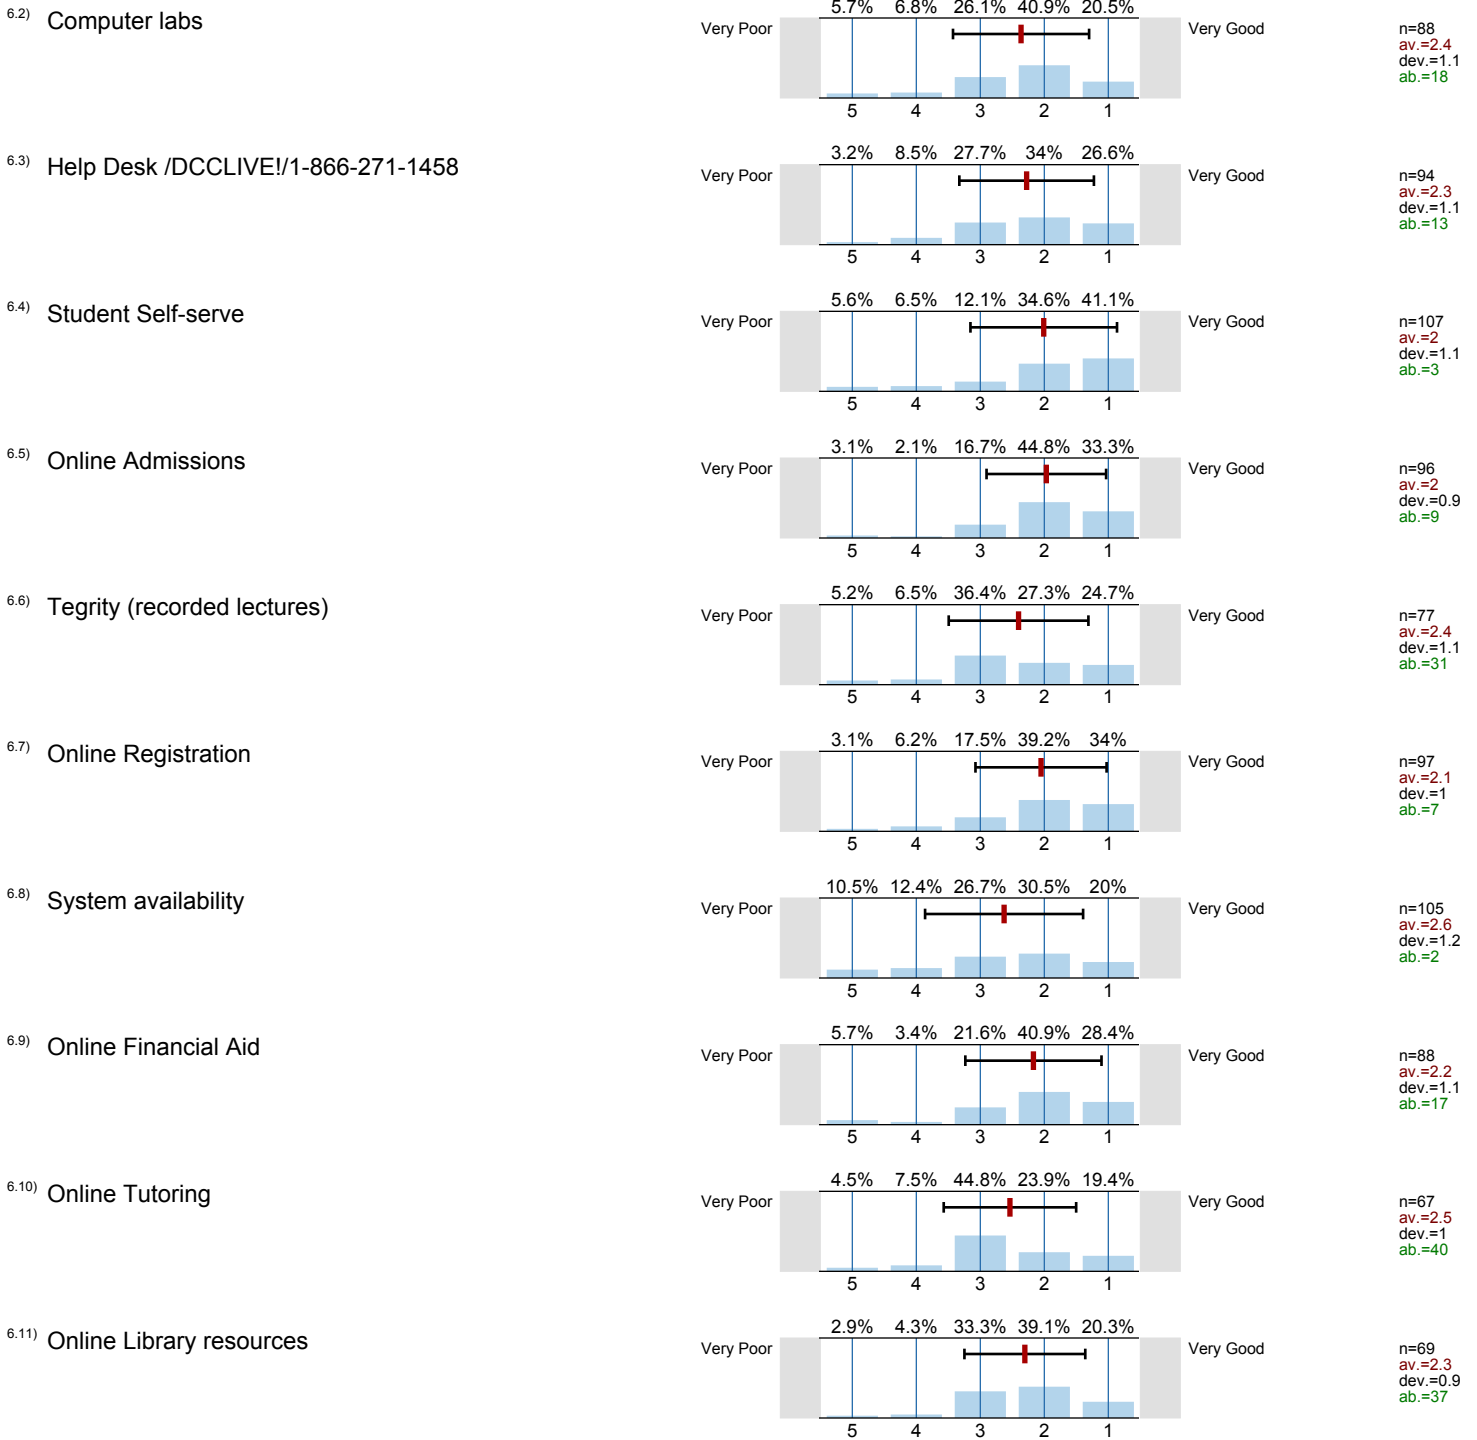 6.2) Computer labs
5.7% 6.8% 26.1% 40.9% 20.5%
Very Poor Very Good
n=88
av.=2.4
dev.=1.1
ab.=18
5 4 3 2 1
6.3) Help Desk /DCCLIVE!/1-866-271-1458
3.2% 8.5% 27.7% 34% 26.6%
Very Poor Very Good
n=94
av.=2.3
dev.=1.1
ab.=13
5 4 3 2 1
6.4) Student Self-serve
5.6% 6.5% 12.1% 34.6% 41.1%
Very Poor Very Good
n=107
av.=2
dev.=1.1
ab.=3
5 4 3 2 1
6.5) Online Admissions
3.1% 2.1% 16.7% 44.8% 33.3%
Very Poor Very Good
n=96
av.=2
dev.=0.9
ab.=9
5 4 3 2 1
6.6) Tegrity (recorded lectures)
5.2% 6.5% 36.4% 27.3% 24.7%
Very Poor Very Good
n=77
av.=2.4
dev.=1.1
ab.=31
5 4 3 2 1
6.7) Online Registration
3.1% 6.2% 17.5% 39.2% 34%
Very Poor Very Good
n=97
av.=2.1
dev.=1
ab.=7
5 4 3 2 1
6.8) System availability
10.5% 12.4% 26.7% 30.5% 20%
Very Poor Very Good
n=105
av.=2.6
dev.=1.2
ab.=2
5 4 3 2 1
6.9) Online Financial Aid
5.7% 3.4% 21.6% 40.9% 28.4%
Very Poor Very Good
n=88
av.=2.2
dev.=1.1
ab.=17
5 4 3 2 1
6.10) Online Tutoring
4.5% 7.5% 44.8% 23.9% 19.4%
Very Poor Very Good
n=67
av.=2.5
dev.=1
ab.=40
5 4 3 2 1
6.11) Online Library resources
2.9% 4.3% 33.3% 39.1% 20.3%
Very Poor Very Good
n=69
av.=2.3
dev.=0.9
ab.=37
5 4 3 2 1